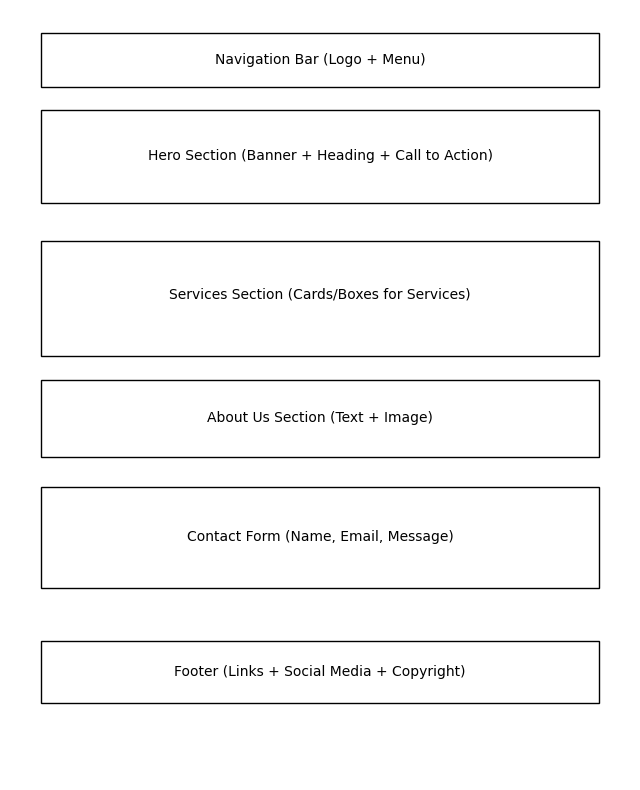 Navigation Bar (Logo + Menu)
Hero Section (Banner + Heading + Call to Action)
Services Section (Cards/Boxes for Services)
About Us Section (Text + Image)
Contact Form (Name, Email, Message)
Footer (Links + Social Media + Copyright)